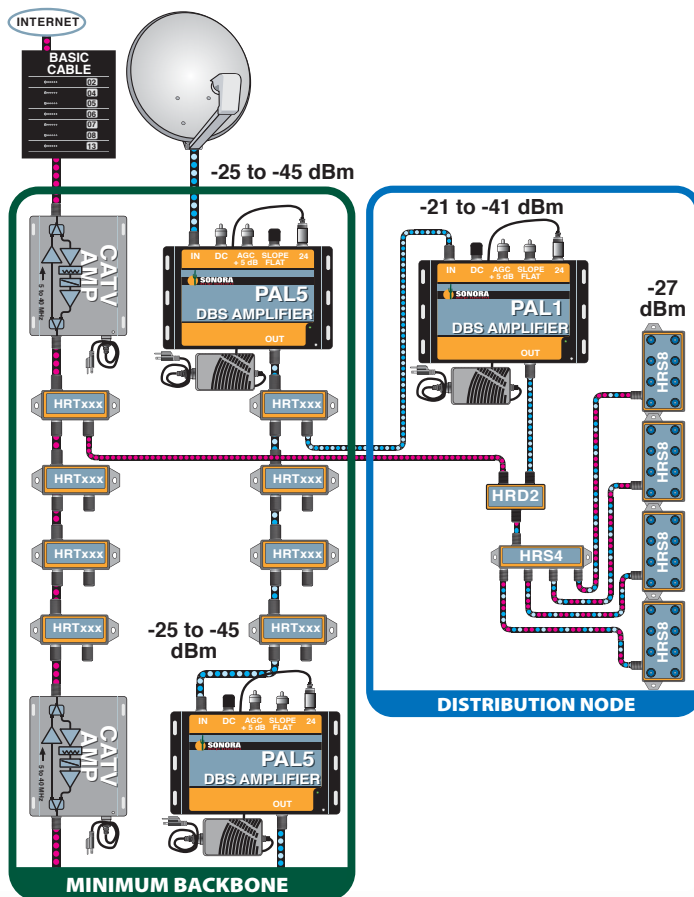 INTERNET
BASIC
CABLE
02
04
05
06
07
08
13
-25 to -45 dBm
CATV
AMP
5 to 40 MHz
IN
DC
AGC
+ 5 dB
SLOPE
FLAT
24
SONORA
PAL5
DBS AMPLIFIER
OUT
-21 to -41 dBm
IN
DC
AGC
+ 5 dB
SLOPE
FLAT
24
SONORA
PAL1
DBS AMPLIFIER
OUT
-27
dBm
HRS8
HRS8
HRS8
HRS8
HRTxxx
HRTxxx
HRTxxx
HRTxxx
HRD2
HRS4
HRTxxx
HRTxxx
HRTxxx
HRTxxx
-25 to -45
dBm
DISTRIBUTION NODE
CATV
AMP
5 to 40 MHz
IN
DC
AGC
+ 5 dB
SLOPE
FLAT
24
SONORA
PAL5
DBS AMPLIFIER
OUT
MINIMUM BACKBONE